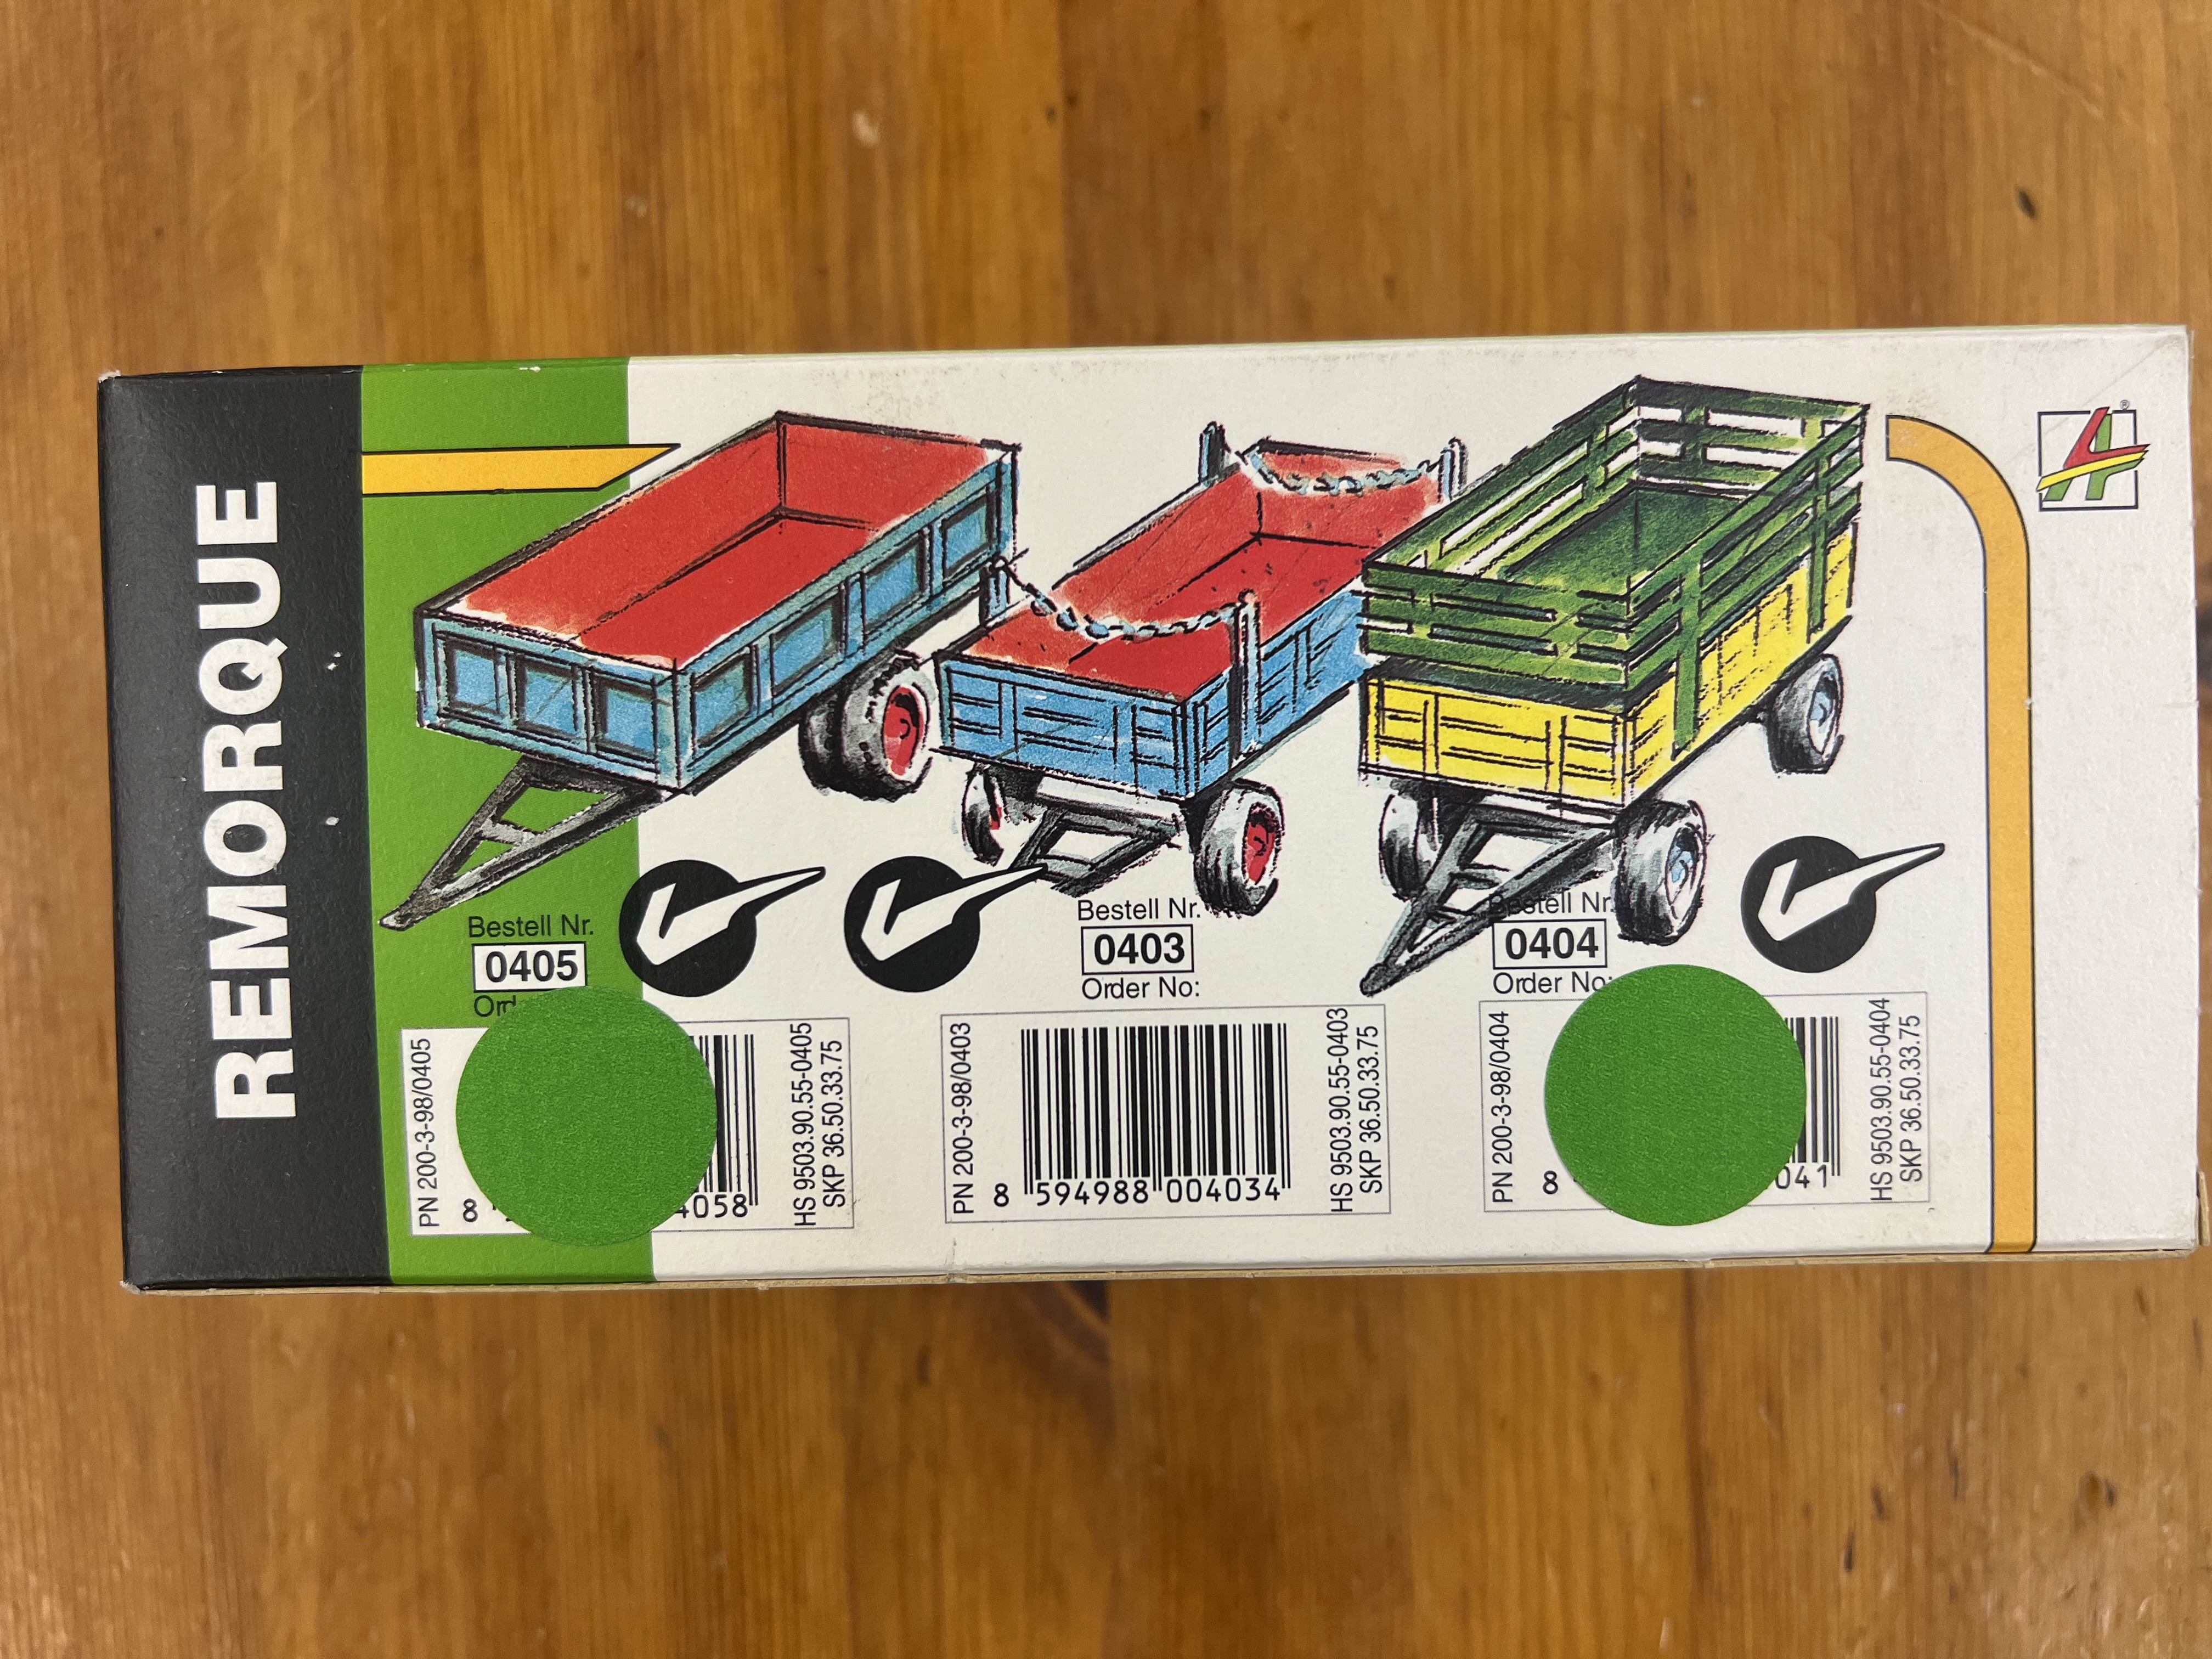 REMORQUE
Bestell Nr.
0405
Bestell Nr.
0403
Order No:
Bestell Nr.
0404
Order No:
PN 200-3-98/0405
8
4058
HS 9503.90.55-0405
SKP 36.50.33.75
PN 200-3-98/0403
8 594988 004034
HS 9503.90.55-0403
SKP 36.50.33.75
PN 200-3-98/0404
8
041
HS 9503.90.55-0404
SKP 36.50.33.75